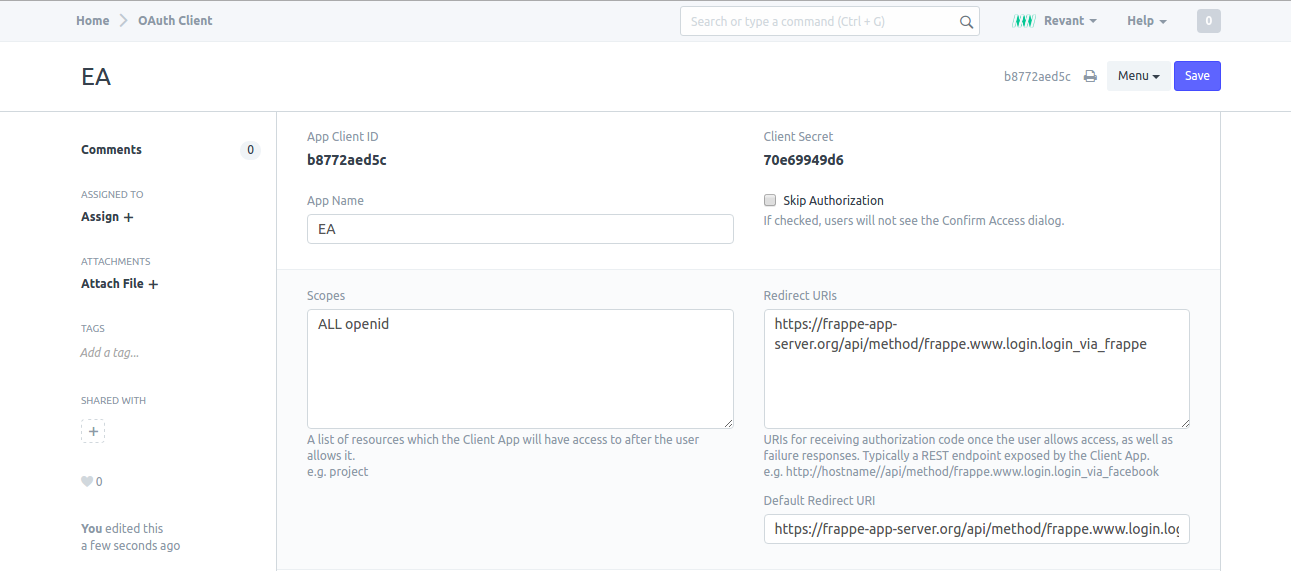 Home OAuth Client Search or type a command (Ctrl + G) Revant Help 0
EA b8772aed5c Menu Save
Comments 0
ASSIGNED TO
Assign +
ATTACHMENTS
Attach File +
TAGS
Add a tag...
SHARED WITH
+
0
You edited this
a few seconds ago
App Client ID
b8772aed5c
App Name
EA
Client Secret
70e69949d6
Skip Authorization
If checked, users will not see the Confirm Access dialog.
Scopes
ALL openid
A list of resources which the Client App will have access to after the user
allows it.
e.g. project
Redirect URIs
https://frappe-app-
server.org/api/method/frappe.www.login.login_via_frappe
URIs for receiving authorization code once the user allows access, as well as
failure responses. Typically a REST endpoint exposed by the Client App.
e.g. http://hostname//api/method/frappe.www.login.login_via_facebook
Default Redirect URI
https://frappe-app-server.org/api/method/frappe.www.login.log